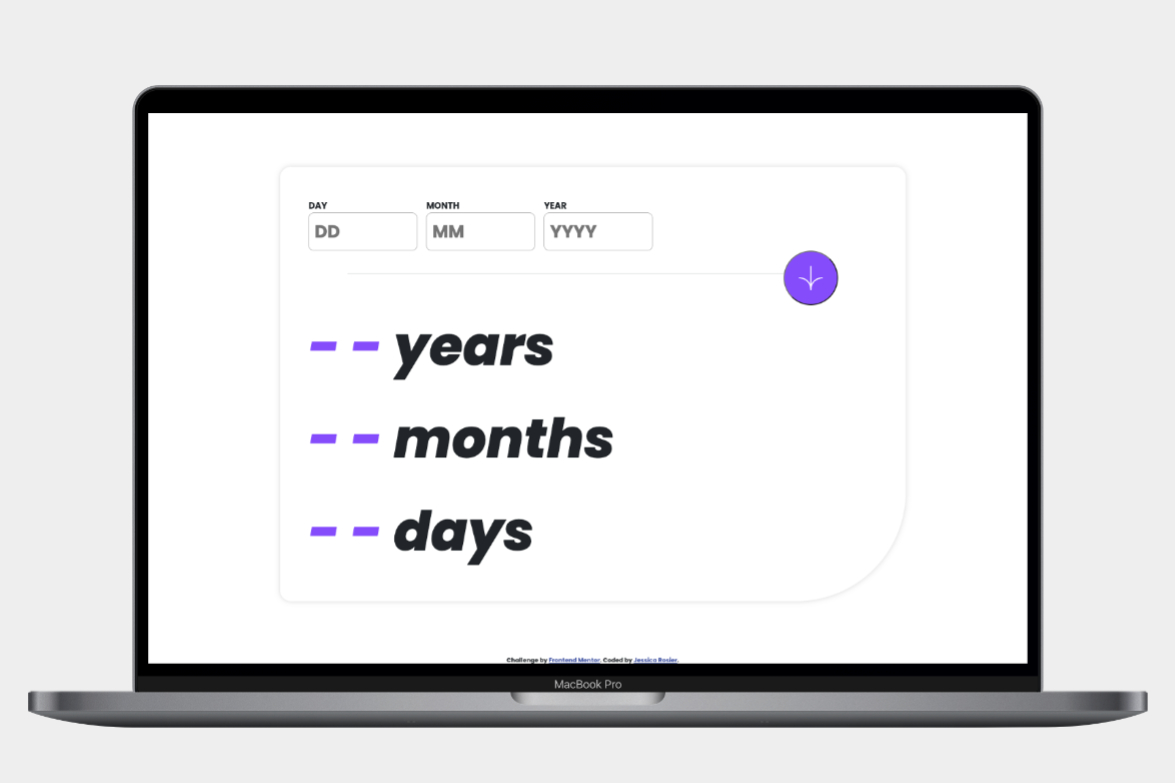 DAY MONTH YEAR
DD MM YYYY
- - years
- - months
- - days
Challenge by Frontend Mentor. Coded by Jessica Rosier.
MacBook Pro